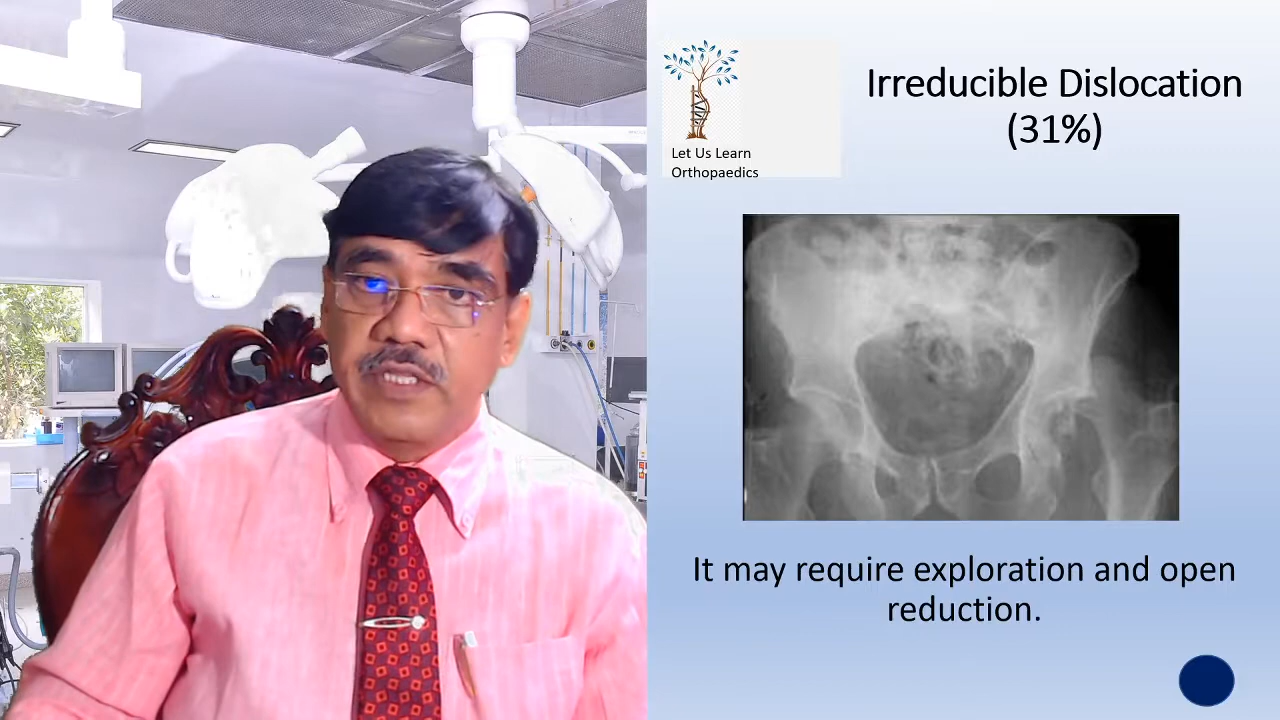 Let Us Learn
Orthopaedics
Irreducible Dislocation
(31%)
It may require exploration and open
reduction.